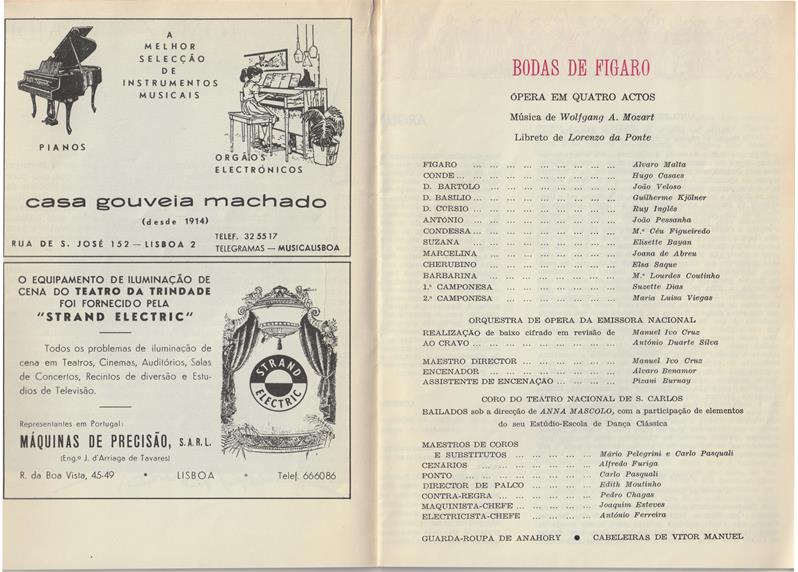 A
MELHOR
SELECÇÃO
DE
INSTRUMENTOS
MUSICAIS
PIANOS
ORGÃOS
ELECTRÓNICOS
casa gouveia machado
(desde 1914)
RUA DE S. JOSÉ 152 — LISBOA 2
TELEF. 32 55 17
TELEGRAMAS — MUSICALISBOA
O EQUIPAMENTO DE ILUMINAÇÃO DE
CENA DO TEATRO DA TRINDADE
FOI FORNECIDO PELA
"STRAND ELECTRIC"
Todos os problemas de iluminação de
cena em Teatros, Cinemas, Auditórios, Salas
de Concertos, Recintos de diversão e Estu-
dios de Televisão.
STRAND
ELECTRIC
Representantes em Portugal:
MÁQUINAS DE PRECISÃO, S.A.R.L.
(Eng.º J. d'Arriaga de Tavares)
R. da Boa Vista, 45-49 • LISBOA • Telef. 666086
BODAS DE FIGARO
ÓPERA EM QUATRO ACTOS
Música de Wolfgang A. Mozart
Libreto de Lorenzo da Ponte
FIGARO ... ... ... ... ... ... ... ... ... Alvaro Malta
CONDE ... ... ... ... ... ... ... ... ... ... Hugo Casaes
D. BARTOLO ... ... ... ... ... ... ... ... João Veloso
D. BASILIO ... ... ... ... ... ... ... ... ... Guilherme Kjölner
D. CÚRSIO ... ... ... ... ... ... ... ... ... Ruy Inglês
ANTONIO ... ... ... ... ... ... ... ... ... João Pessanha
CONDESSA ... ... ... ... ... ... ... ... ... M.ª Céu Figueiredo
SUZANA ... ... ... ... ... ... ... ... ... Elisette Bayan
MARCELINA ... ... ... ... ... ... ... ... Joana de Abreu
CHERUBINO ... ... ... ... ... ... ... ... Elsa Saque
BARBARINA ... ... ... ... ... ... ... ... M.ª Lourdes Coutinho
1.ª CAMPONESA ... ... ... ... ... ... ... Suzette Dias
2.ª CAMPONESA ... ... ... ... ... ... ... Maria Luisa Viegas
ORQUESTRA DE ÓPERA DA EMISSORA NACIONAL
REALIZAÇÃO de baixo cifrado em revisão de Manuel Ivo Cruz
AO CRAVO ... ... ... ... ... ... ... ... ... António Duarte Silva
MAESTRO DIRECTOR ... ... ... ... ... ... Manuel Ivo Cruz
ENCENADOR ... ... ... ... ... ... ... ... Alvaro Benamor
ASSISTENTE DE ENCENAÇÃO ... ... ... ... Pizani Burnay
CORO DO TEATRO NACIONAL DE S. CARLOS
BAILADOS sob a direcção de ANNA MASCOLO, com a participação de elementos
do seu Estúdio-Escola de Dança Clássica
MAESTROS DE COROS
E SUBSTITUTOS ... ... ... ... ... ... Mário Pelegrini e Carlo Pasquali
CENARIOS ... ... ... ... ... ... ... ... Alfredo Furiga
PONTO ... ... ... ... ... ... ... ... ... Carlo Pasquali
DIRECTOR DE PALCO ... ... ... ... ... Edith Moutinho
CONTRA-REGRA ... ... ... ... ... ... ... Pedro Chagas
MAQUINISTA-CHEFE ... ... ... ... ... ... Joaquim Esteves
ELECTRICISTA-CHEFE ... ... ... ... António Ferreira
GUARDA-ROUPA DE ANAHORY ● CABELEIRAS DE VITOR MANUEL